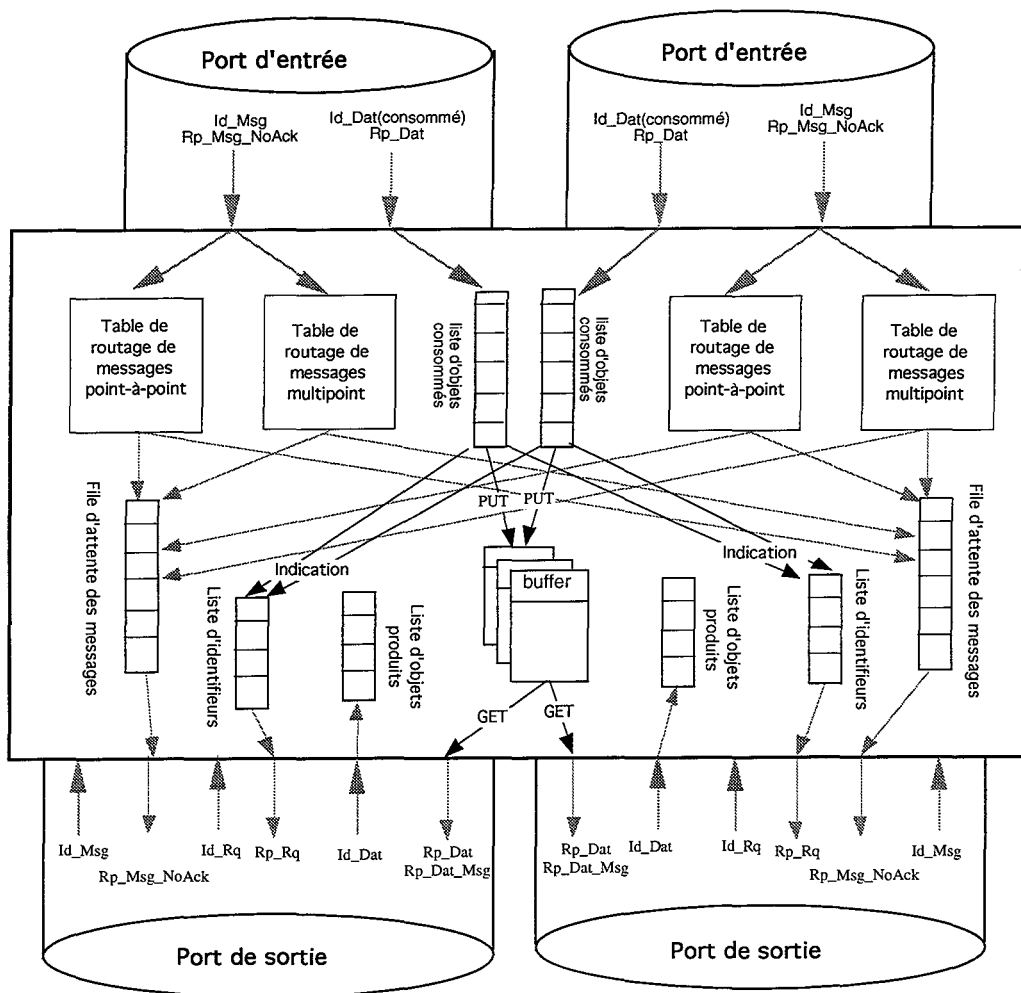 Port d'entrée
Port d'entrée
Id_Msg
Rp_Msg_NoAck
Id_Dat(consommé)
Rp_Dat
Id_Dat(consommé)
Rp_Dat
Id_Msg
Rp_Msg_NoAck
Table de
routage de
messages
point-à-point
Table de
routage de
messages
multipoint
liste d'objets
consommés
liste d'objets
consommés
Table de
routage de
messages
point-à-point
Table de
routage de
messages
multipoint
File d'attente des messages
PUT
PUT
File d'attente des messages
Indication
Indication
buffer
Liste d'identifieurs
Liste d'objets
produits
Liste d'objets
produits
Liste d'identifieurs
GET
GET
Id_Msg
Rp_Msg_NoAck
Id_Rq
Rp_Rq
Id_Dat
Rp_Dat
Rp_Dat_Msg
Rp_Dat
Rp_Dat_Msg
Id_Dat
Id_Rq
Rp_Rq
Rp_Msg_NoAck
Id_Msg
Port de sortie
Port de sortie